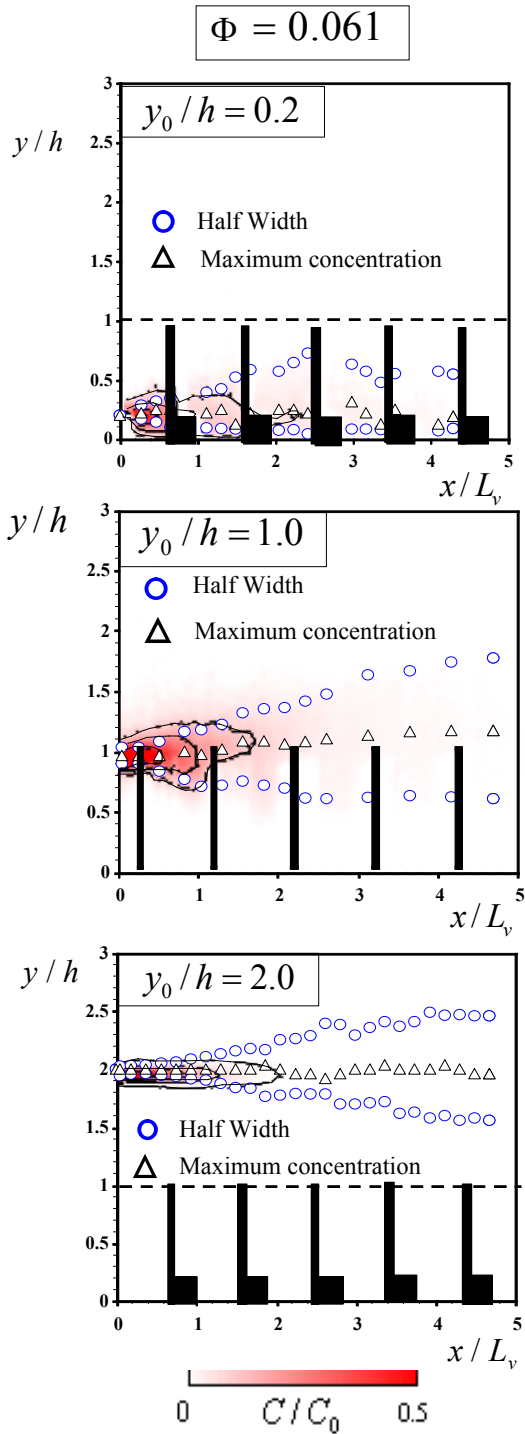 Φ = 0.061
y₀ / h = 0.2
y / h
3
2.5
2
1.5
1
0.5
0
Half Width
Maximum concentration
0 1 2 3 4 5
x / Lᵥ
y₀ / h = 1.0
y / h
3
2.5
2
1.5
1
0.5
0
Half Width
Maximum concentration
0 1 2 3 4 5
x / Lᵥ
y₀ / h = 2.0
y / h
3
2.5
2
1.5
1
0.5
0
Half Width
Maximum concentration
0 1 2 3 4 5
x / Lᵥ
0 C / C₀ 0.5